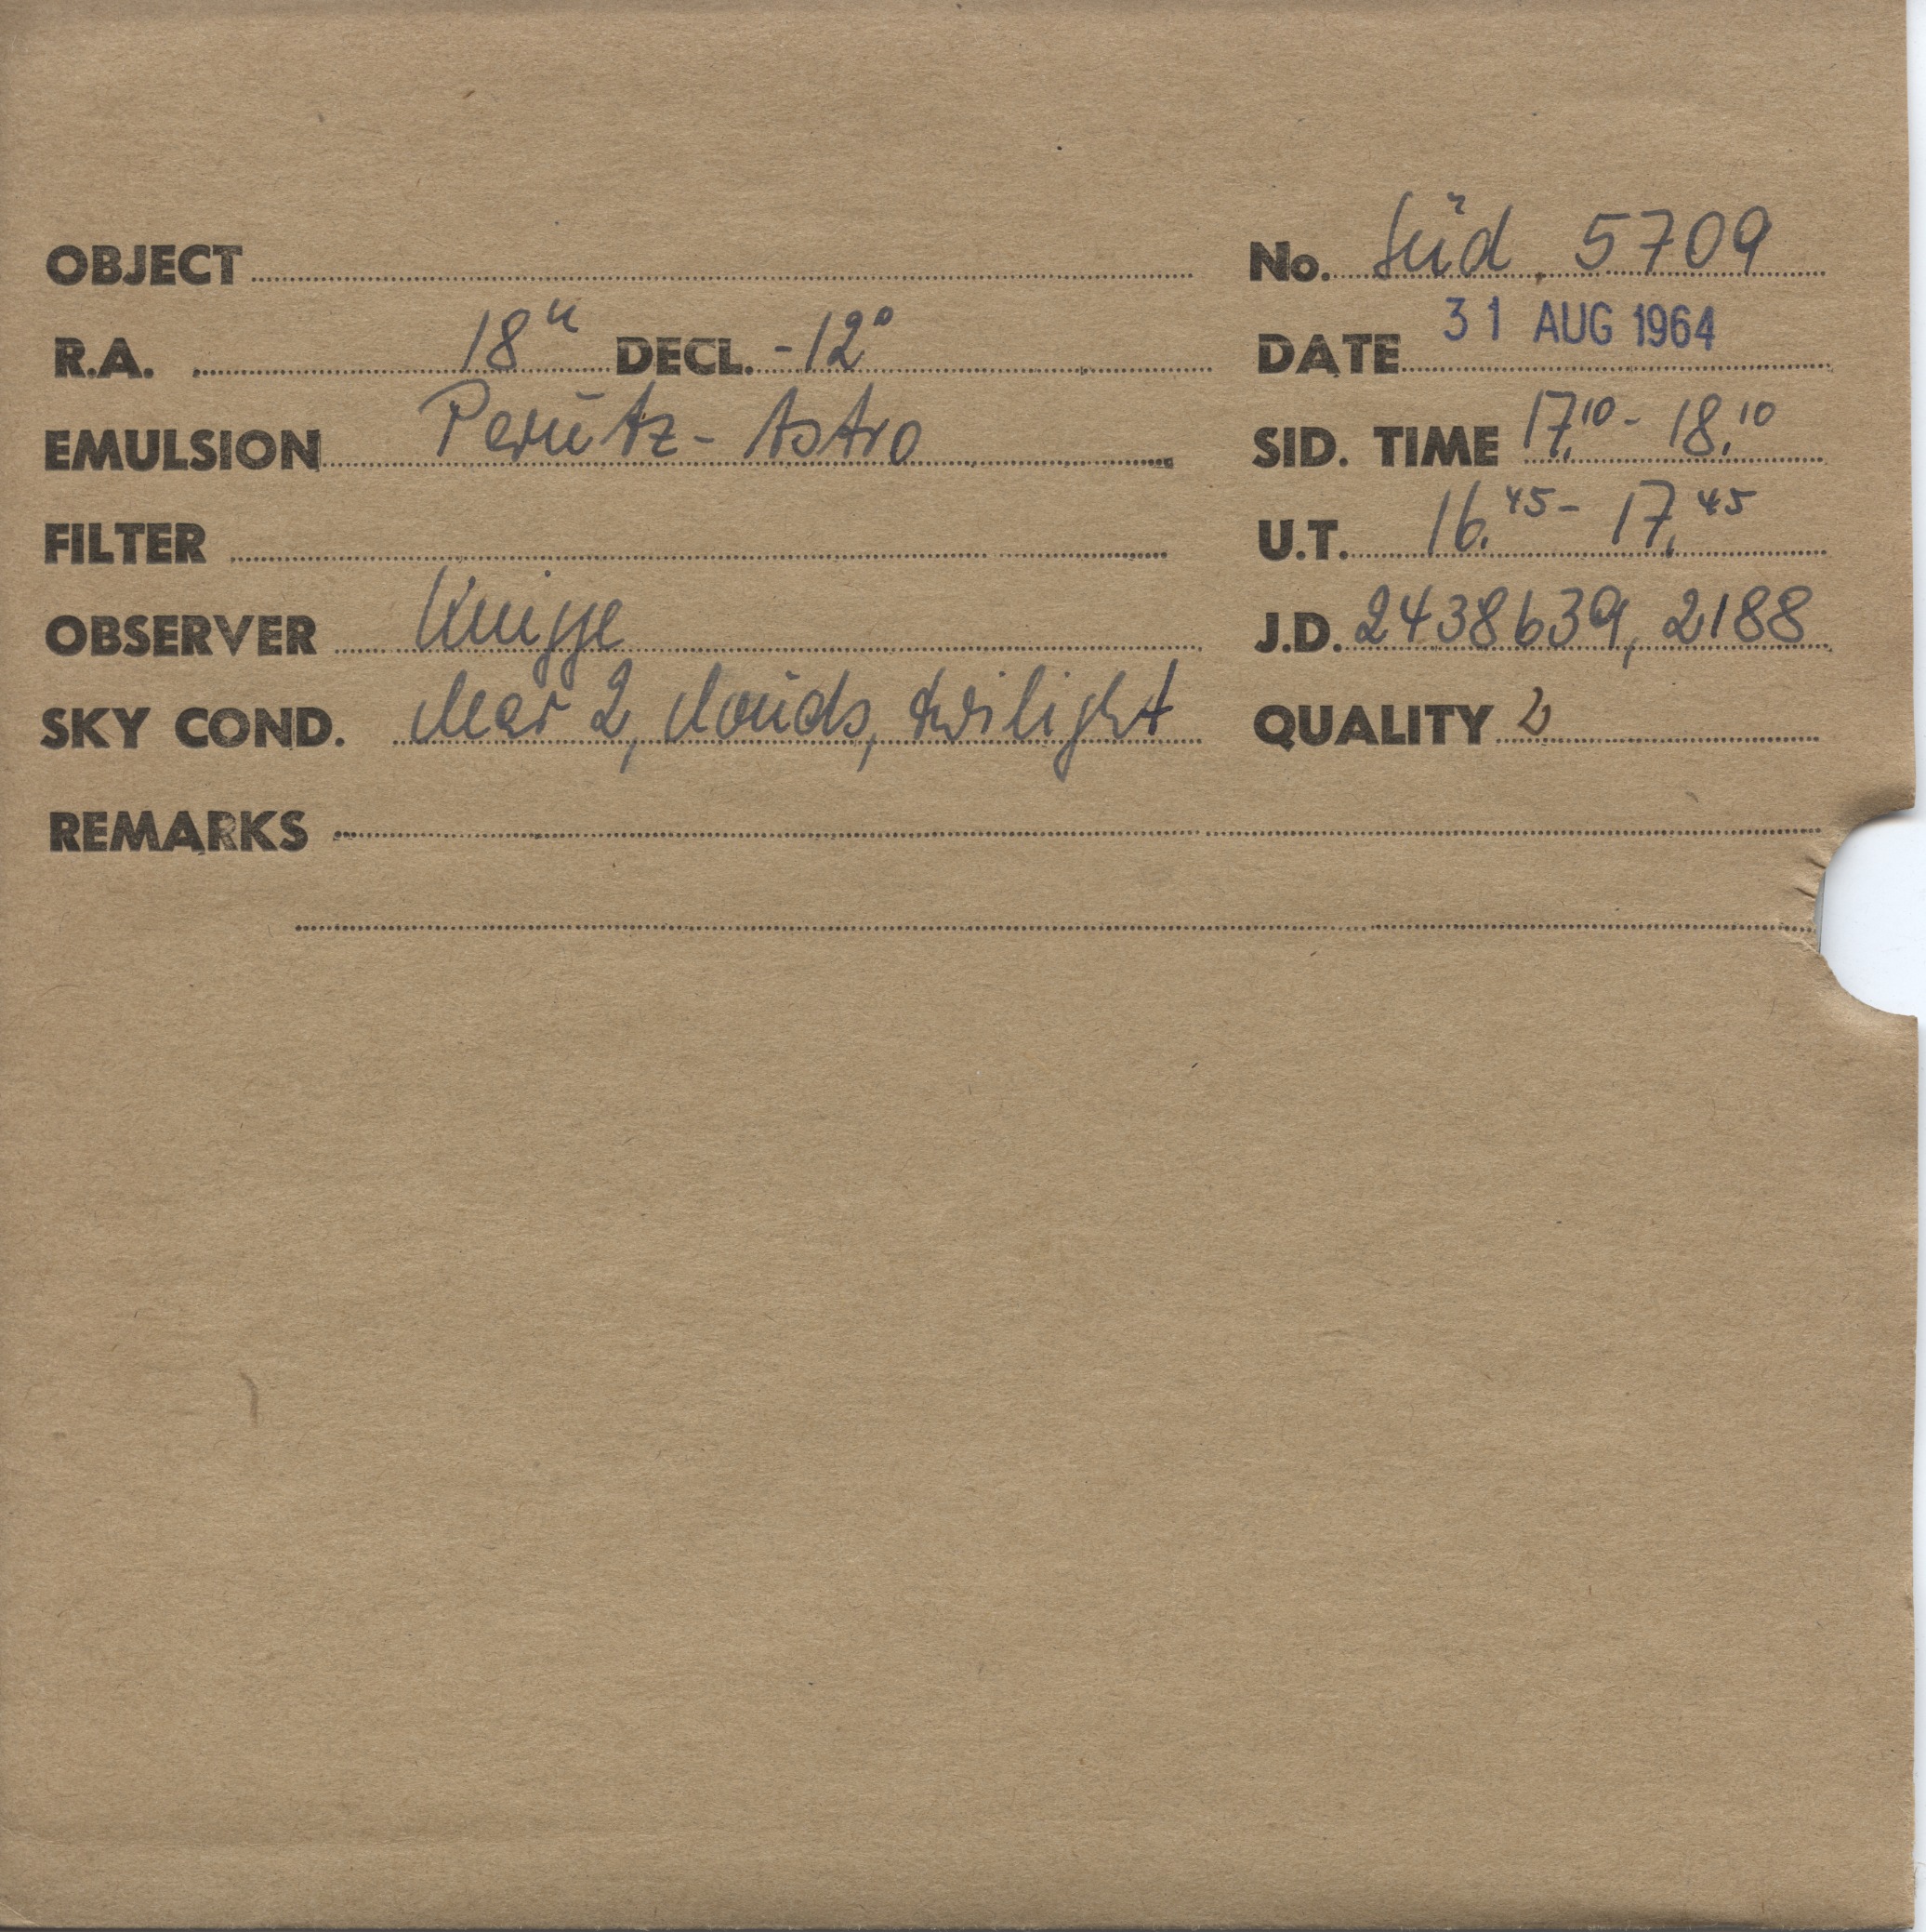 OBJECT No. Süd. 5709
R.A. 18h DECL. -12° DATE 31 AUG 1964
EMULSION Perutz-Astro SID. TIME 17.10 - 18.10
FILTER U.T. 16.45 - 17.45
OBSERVER Knigge J.D. 2438639,2188
SKY COND. clear 2, clouds, twilight QUALITY 2
REMARKS